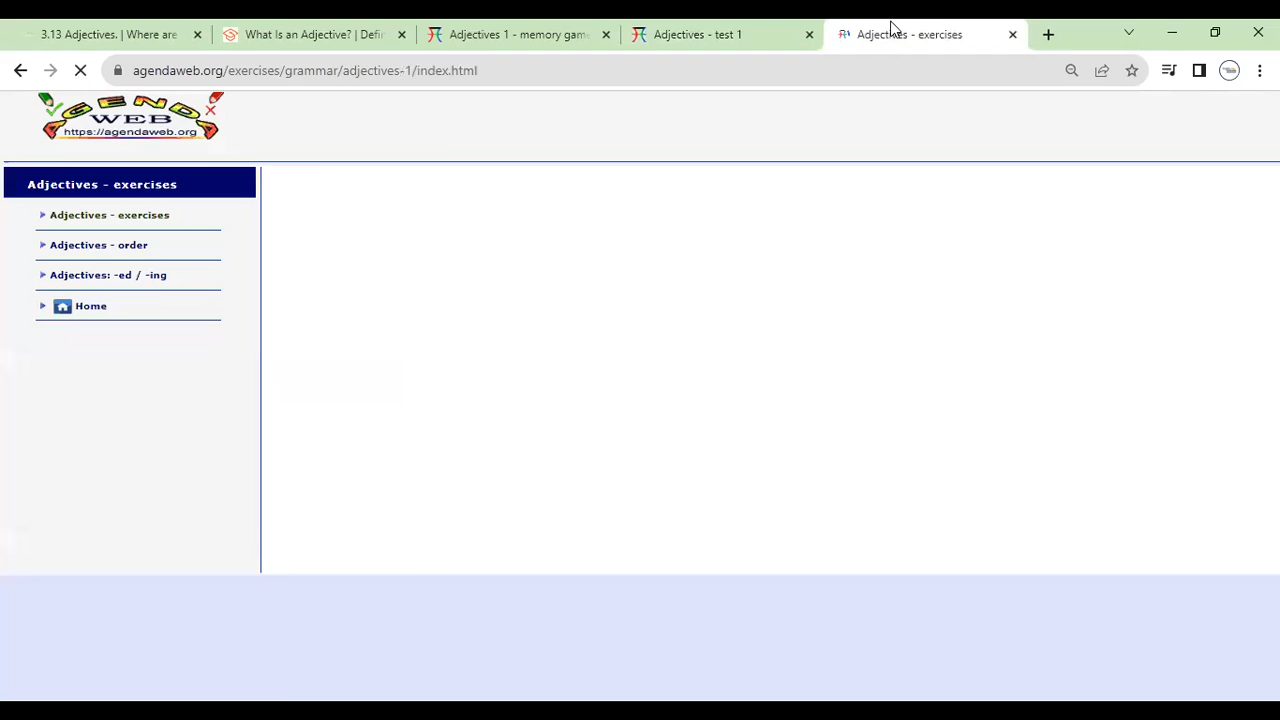 3.13 Adjectives. | Where are
What Is an Adjective? | Defin
Adjectives 1 - memory game
Adjectives - test 1
Adjectives - exercises
agendaweb.org/exercises/grammar/adjectives-1/index.html
AGENDA
WEB
https://agendaweb.org
Adjectives - exercises
Adjectives - exercises
Adjectives - order
Adjectives: -ed / -ing
Home